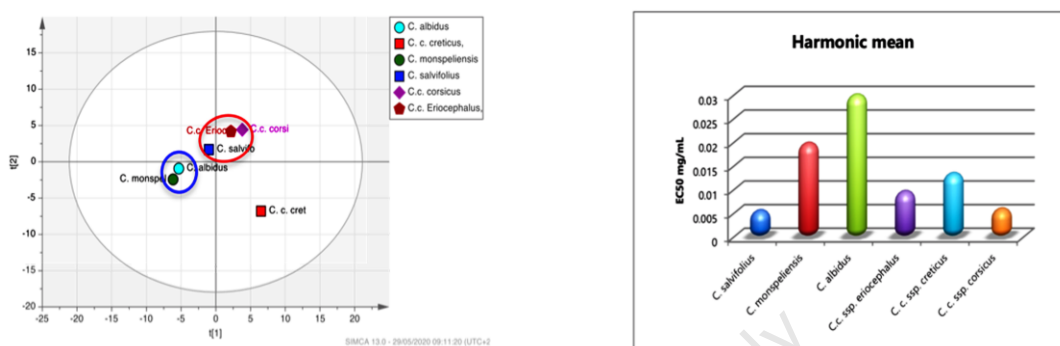 t[2]
15
10
5
0
-5
-10
-15
-20
-25
-20
-15
-10
-5
0
5
10
15
20
t[1]
C.c. Erioc
C.c. corsi
C. salvifo
C. albidus
C. monspel
C. c. cret
C. albidus
C. c. creticus,
C. monspeliensis
C. salvifolius
C.c. corsicus
C.c. Eriocephalus,
SIMCA 13.0 - 29/05/2020 09:11:20 (UTC+2
Harmonic mean
EC50 mg/mL
0.03
0.025
0.02
0.015
0.01
0.005
0
C. salvifolius
C. monspeliensis
C. albidus
C.c. ssp. eriocephalus
C. c. ssp. creticus
C. c. ssp. corsicus